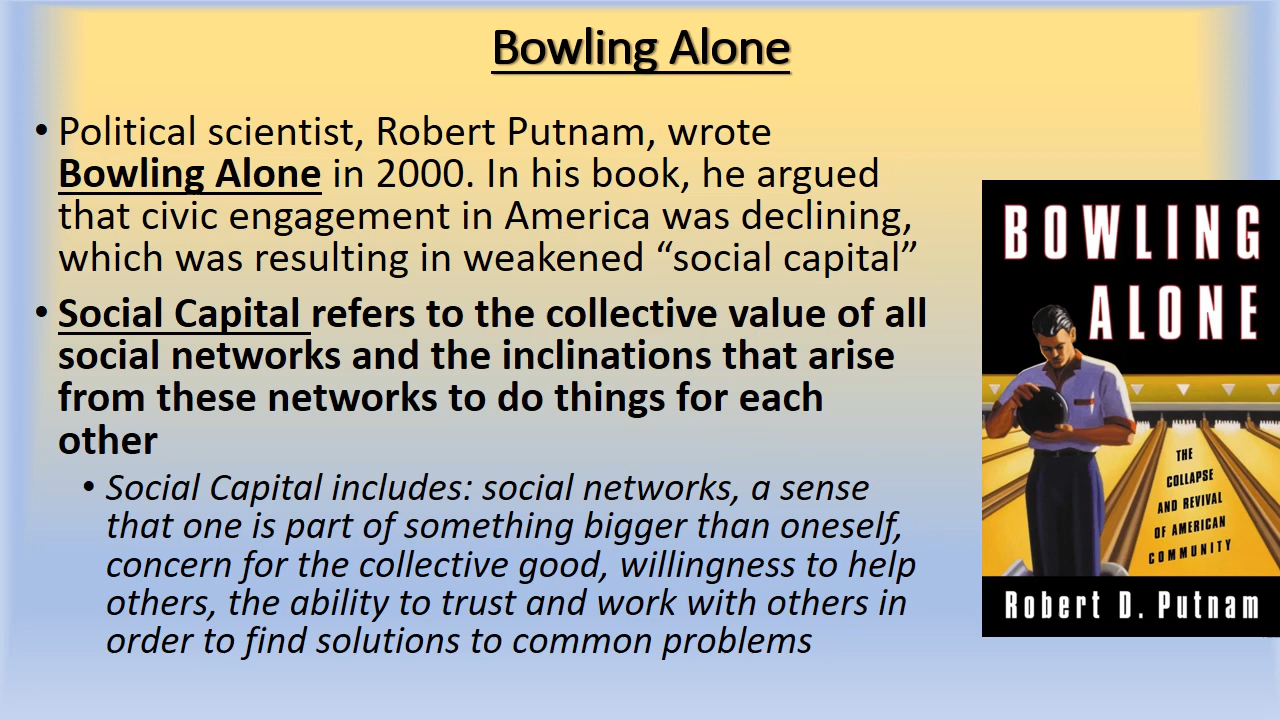 Bowling Alone
• Political scientist, Robert Putnam, wrote
Bowling Alone in 2000. In his book, he argued
that civic engagement in America was declining,
which was resulting in weakened “social capital”
• Social Capital refers to the collective value of all
social networks and the inclinations that arise
from these networks to do things for each
other
• Social Capital includes: social networks, a sense
that one is part of something bigger than oneself,
concern for the collective good, willingness to help
others, the ability to trust and work with others in
order to find solutions to common problems
BOWLING
ALONE
THE
COLLAPSE
AND REVIVAL
OF AMERICAN
COMMUNITY
Robert D. Putnam